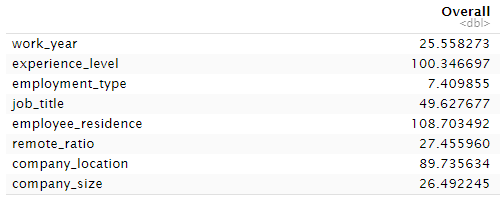 Overall
<dbl>
work_year 25.558273
experience_level 100.346697
employment_type 7.409855
job_title 49.627677
employee_residence 108.703492
remote_ratio 27.455960
company_location 89.735634
company_size 26.492245